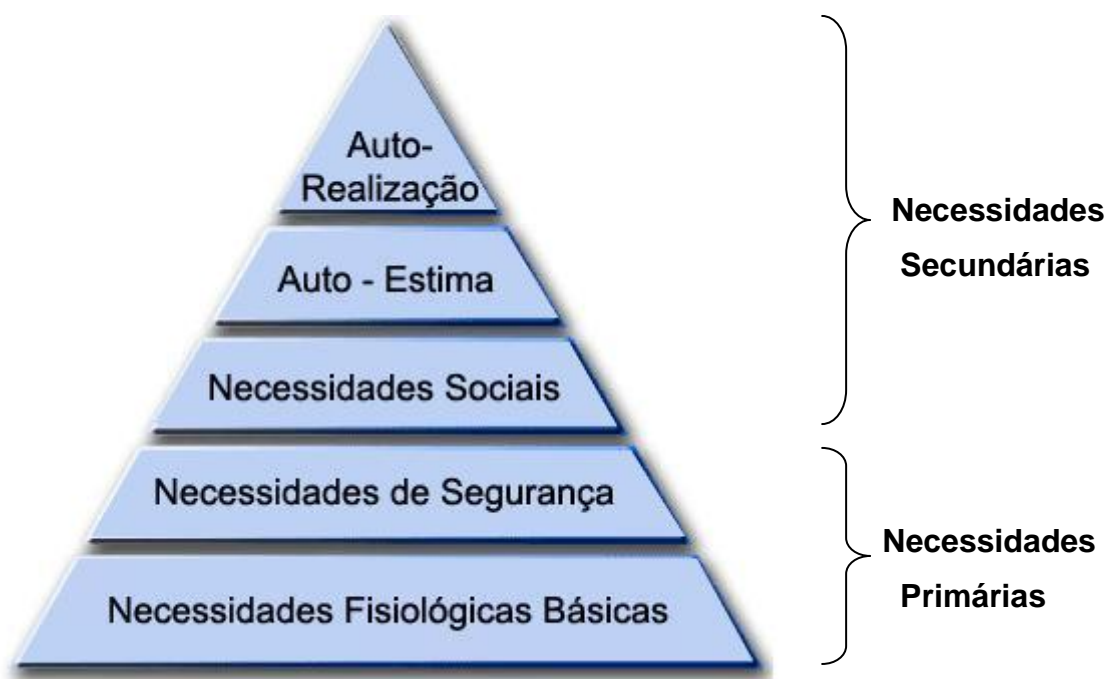 Auto-
Realização
Auto - Estima
Necessidades Sociais
Necessidades de Segurança
Necessidades Fisiológicas Básicas
Necessidades
Secundárias
Necessidades
Primárias